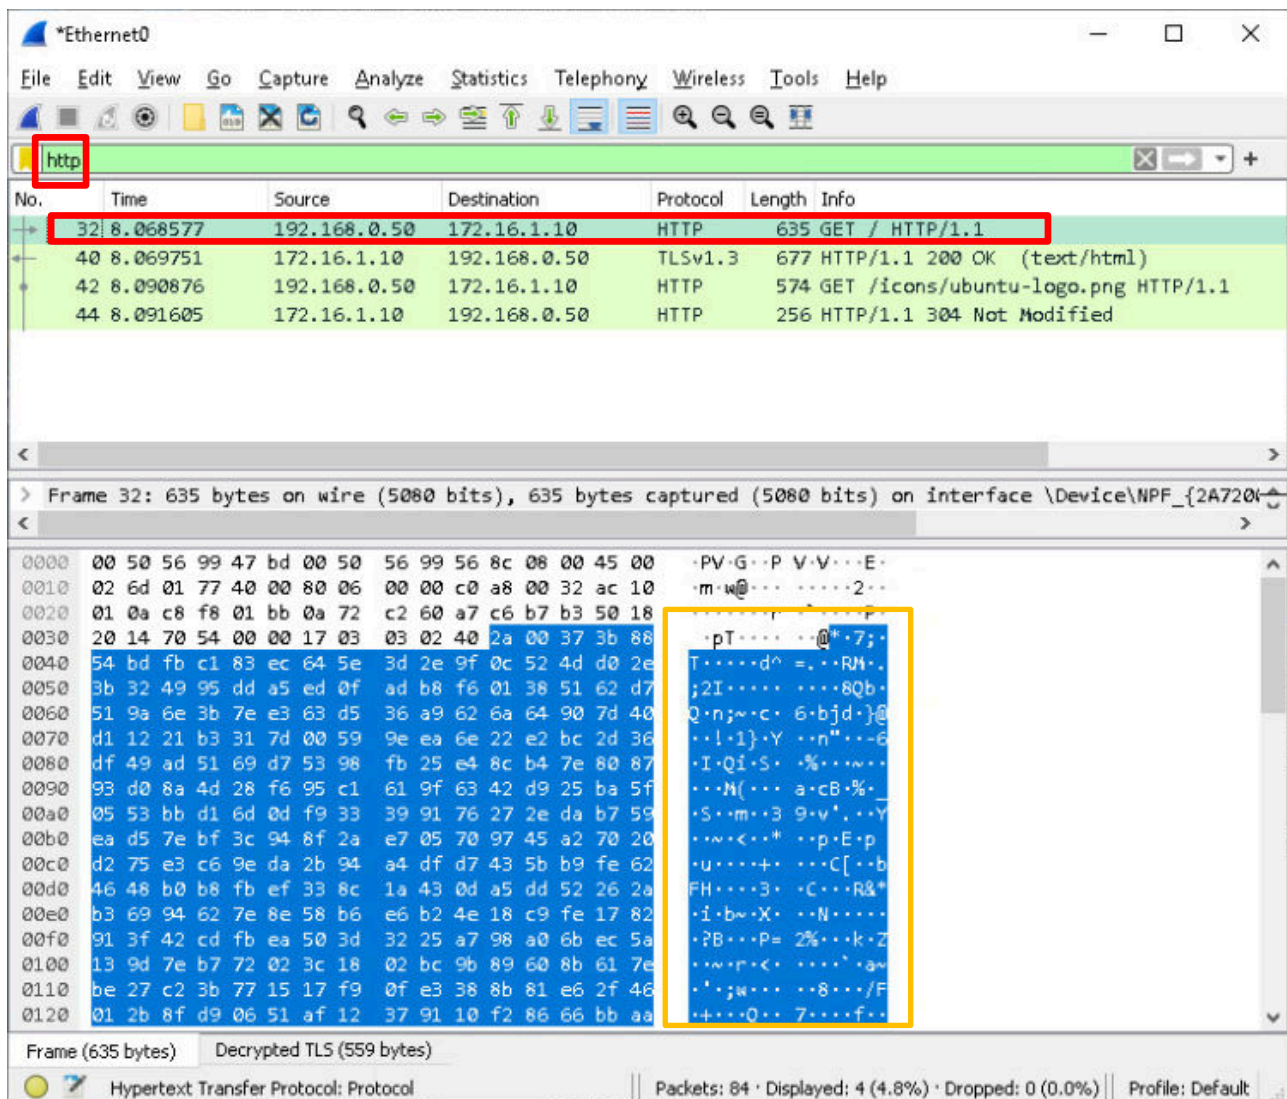 *Ethernet0
File Edit View Go Capture Analyze Statistics Telephony Wireless Tools Help
http
No. Time Source Destination Protocol Length Info
32 8.068577 192.168.0.50 172.16.1.10 HTTP 635 GET / HTTP/1.1
40 8.069751 172.16.1.10 192.168.0.50 TLSv1.3 677 HTTP/1.1 200 OK (text/html)
42 8.090876 192.168.0.50 172.16.1.10 HTTP 574 GET /icons/ubuntu-logo.png HTTP/1.1
44 8.091605 172.16.1.10 192.168.0.50 HTTP 256 HTTP/1.1 304 Not Modified
> Frame 32: 635 bytes on wire (5080 bits), 635 bytes captured (5080 bits) on interface \Device\NPF_{2A720
0000 00 50 56 99 47 bd 00 50 56 99 56 8c 08 00 45 00 ·PV·G··P V·V···E·
0010 02 6d 01 77 40 00 80 06 00 00 c0 a8 00 32 ac 10 ·m·w@··· ·····2··
0020 01 0a c8 f8 01 bb 0a 72 c2 60 a7 c6 b7 b3 50 18 ·······r ·`····P·
0030 20 14 70 54 00 00 17 03 03 02 40 2a 00 37 3b 88 ·pT···· ··@*·7;·
0040 54 bd fb c1 83 ec 64 5e 3d 2e 9f 0c 52 4d d0 2e T·····d^ =.··RM·.
0050 3b 32 49 95 dd a5 ed 0f ad b8 f6 01 38 51 62 d7 ;2I····· ····8Qb·
0060 51 9a 6e 3b 7e e3 63 d5 36 a9 62 6a 64 90 7d 40 Q·n;~·c· 6·bjd·}@
0070 d1 12 21 b3 31 7d 00 59 9e ea 6e 22 e2 bc 2d 36 ··!·1}·Y ··n"··-6
0080 df 49 ad 51 69 d7 53 98 fb 25 e4 8c b4 7e 80 87 ·I·Qi·S· ·%···~··
0090 93 d0 8a 4d 28 f6 95 c1 61 9f 63 42 d9 25 ba 5f ···M(··· a·cB·%·_
00a0 05 53 bb d1 6d 0d f9 33 39 91 76 27 2e da b7 59 ·S··m··3 9·v'.··Y
00b0 ea d5 7e bf 3c 94 8f 2a e7 05 70 97 45 a2 70 20 ··~·<··* ··p·E·p
00c0 d2 75 e3 c6 9e da 2b 94 a4 df d7 43 5b b9 fe 62 ·u····+· ···C[··b
00d0 46 48 b0 b8 fb ef 33 8c 1a 43 0d a5 dd 52 26 2a FH····3· ·C···R&*
00e0 b3 69 94 62 7e 8e 58 b6 e6 b2 4e 18 c9 fe 17 82 ·i·b~·X· ··N·····
00f0 91 3f 42 cd fb ea 50 3d 32 25 a7 98 a0 6b ec 5a ·?B···P= 2%···k·Z
0100 13 9d 7e b7 72 02 3c 18 02 bc 9b 89 60 8b 61 7e ··~·r·<· ····`·a~
0110 be 27 c2 3b 77 15 17 f9 0f e3 38 8b 81 e6 2f 46 ·'·;w··· ··8···/F
0120 01 2b 8f d9 06 51 af 12 37 91 10 f2 86 66 bb aa ·+···Q·· 7····f··
Frame (635 bytes) Decrypted TLS (559 bytes)
Hypertext Transfer Protocol: Protocol Packets: 84 · Displayed: 4 (4.8%) · Dropped: 0 (0.0%) Profile: Default